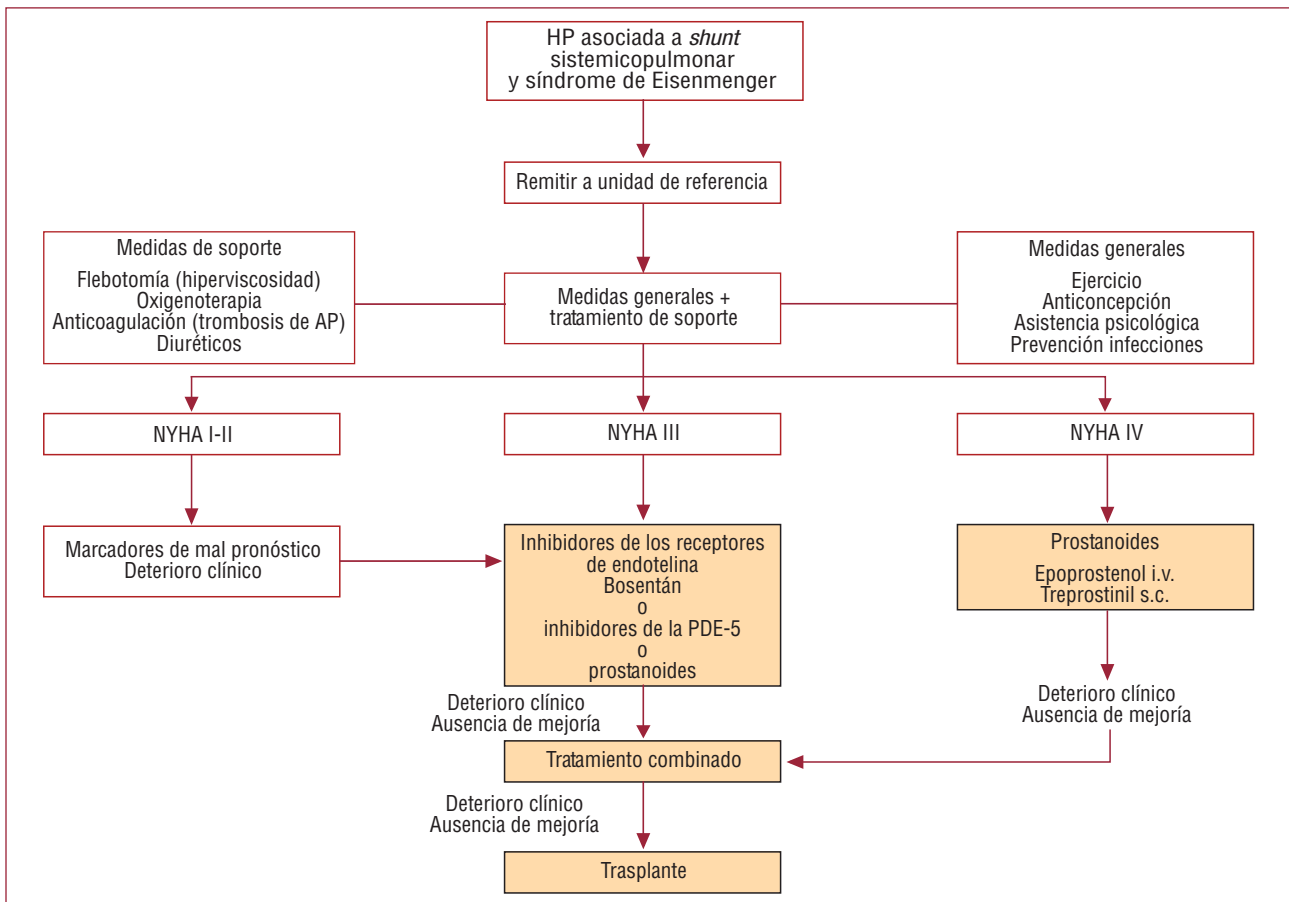 HP asociada a shunt
sistemicopulmonar
y síndrome de Eisenmenger
Remitir a unidad de referencia
Medidas de soporte
Flebotomía (hiperviscosidad)
Oxigenoterapia
Anticoagulación (trombosis de AP)
Diuréticos
Medidas generales +
tratamiento de soporte
Medidas generales
Ejercicio
Anticoncepción
Asistencia psicológica
Prevención infecciones
NYHA I-II
NYHA III
NYHA IV
Marcadores de mal pronóstico
Deterioro clínico
Inhibidores de los receptores
de endotelina
Bosentán
o
inhibidores de la PDE-5
o
prostanoides
Prostanoides
Epoprostenol i.v.
Treprostinil s.c.
Deterioro clínico
Ausencia de mejoría
Deterioro clínico
Ausencia de mejoría
Tratamiento combinado
Deterioro clínico
Ausencia de mejoría
Trasplante